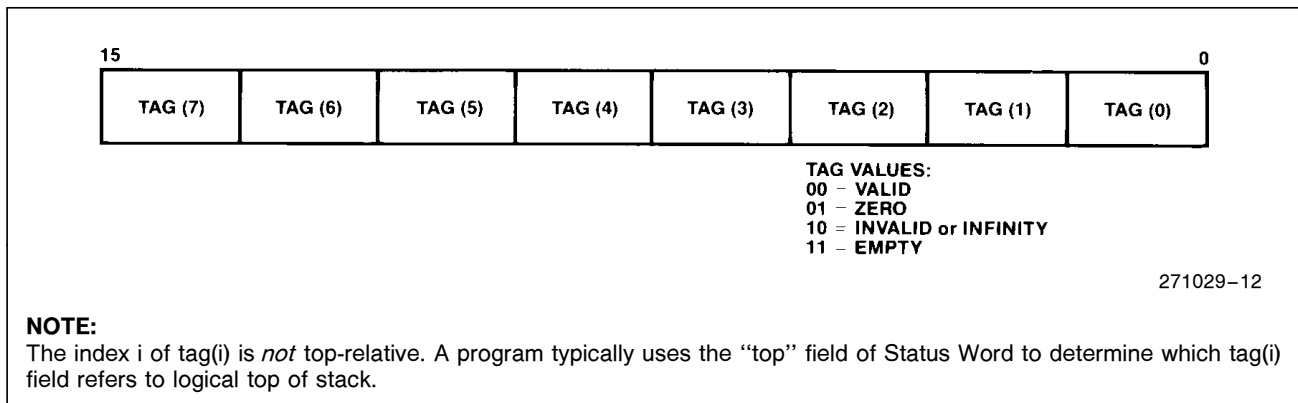 15 0
TAG (7) TAG (6) TAG (5) TAG (4) TAG (3) TAG (2) TAG (1) TAG (0)
TAG VALUES:
00 – VALID
01 – ZERO
10 = INVALID or INFINITY
11 – EMPTY
271029–12
NOTE:
The index i of tag(i) is not top-relative. A program typically uses the ‘‘top’’ field of Status Word to determine which tag(i)
field refers to logical top of stack.